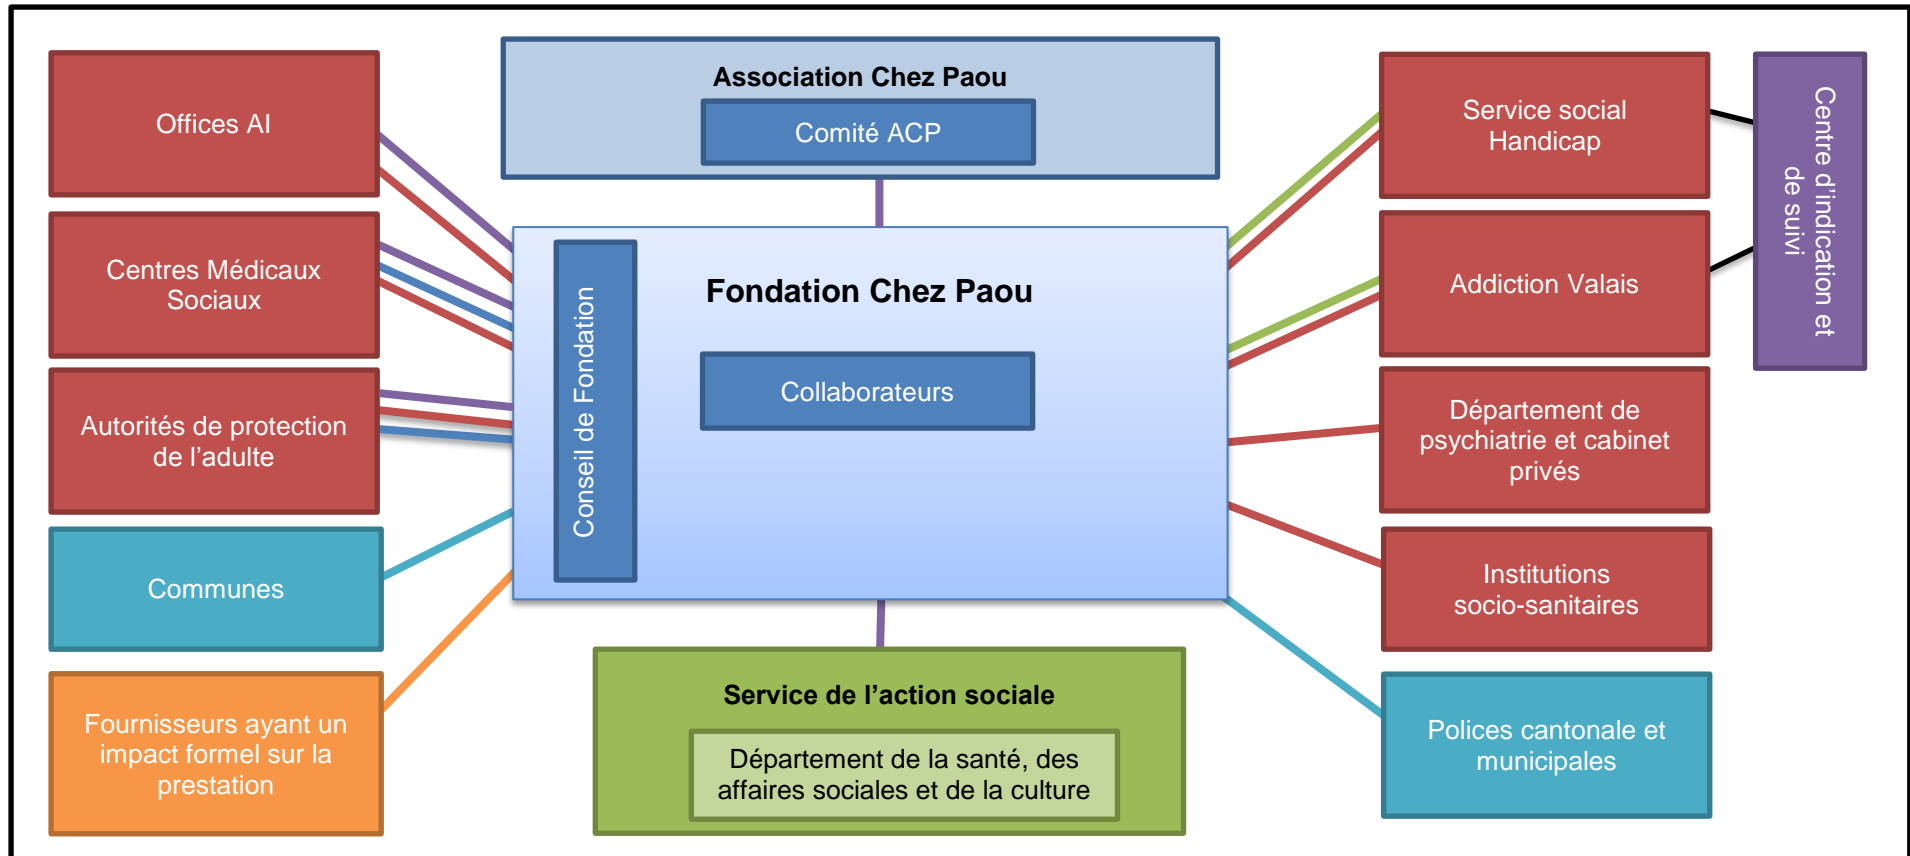 Offices AI
Centres Médicaux
Sociaux
Autorités de protection
de l’adulte
Communes
Fournisseurs ayant un
impact formel sur la
prestation
Association Chez Paou
Comité ACP
Conseil de Fondation
Fondation Chez Paou
Collaborateurs
Service de l’action sociale
Département de la santé, des
affaires sociales et de la culture
Service social
Handicap
Addiction Valais
Département de
psychiatrie et cabinet
privés
Institutions
socio-sanitaires
Polices cantonale et
municipales
Centre d’indication et
de suivi